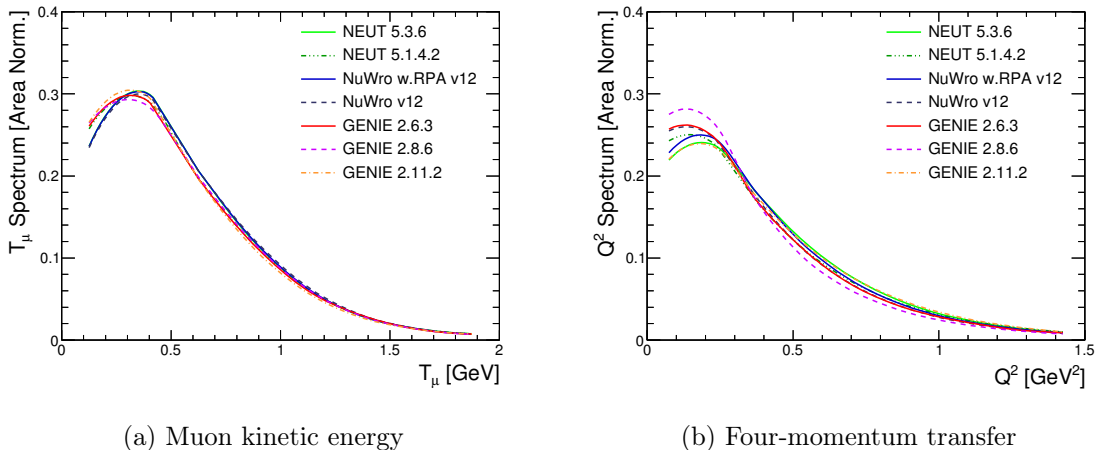 0.4
0.3
0.2
0.1
0
0
0.5
1
1.5
2
T_μ Spectrum [Area Norm.]
T_μ [GeV]
NEUT 5.3.6
NEUT 5.1.4.2
NuWro w.RPA v12
NuWro v12
GENIE 2.6.3
GENIE 2.8.6
GENIE 2.11.2
(a) Muon kinetic energy
0.4
0.3
0.2
0.1
0
0
0.5
1
1.5
Q² Spectrum [Area Norm.]
Q² [GeV²]
NEUT 5.3.6
NEUT 5.1.4.2
NuWro w.RPA v12
NuWro v12
GENIE 2.6.3
GENIE 2.8.6
GENIE 2.11.2
(b) Four-momentum transfer